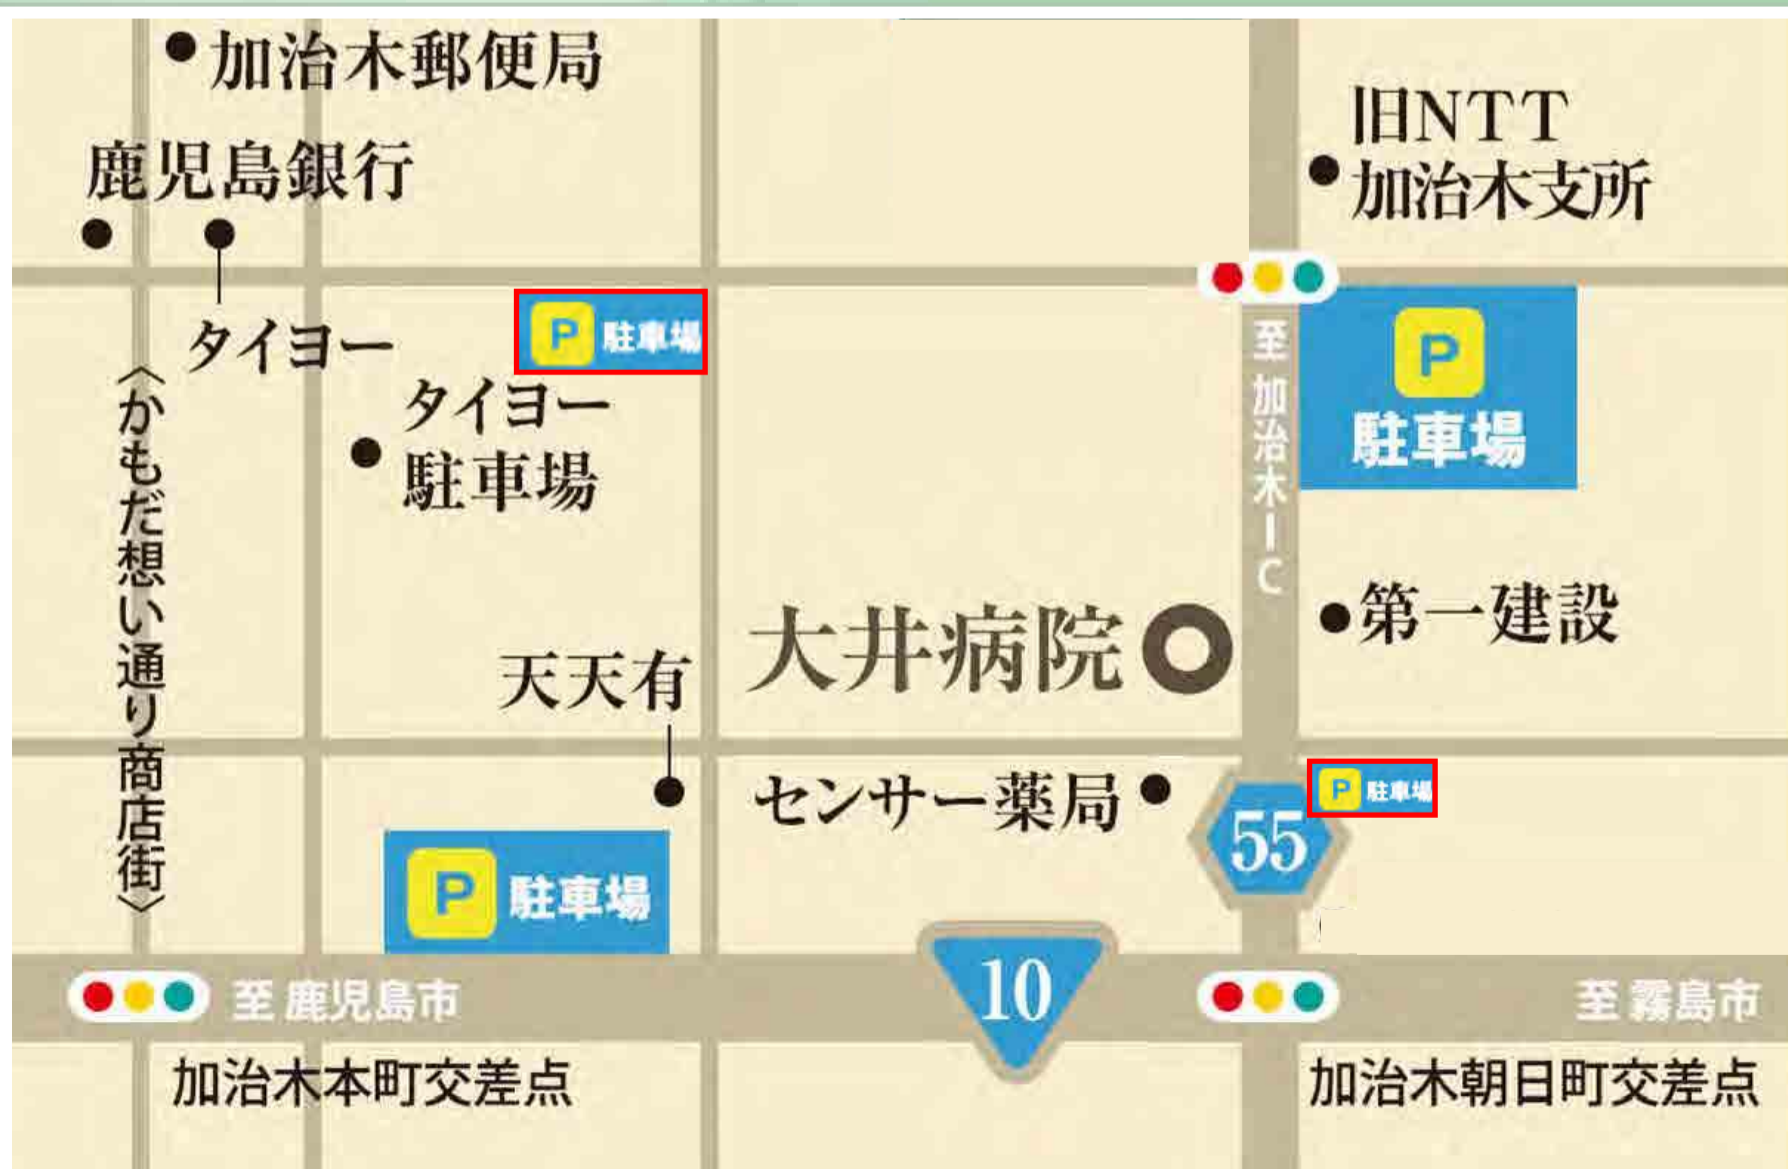 加治木郵便局
旧NTT
加治木支所
鹿児島銀行
タイヨー
P 駐車場
P
駐車場
タイヨー
駐車場
至 加治木IC
〈かもだ想い通り商店街〉
第一建設
大井病院
天天有
センサー薬局
P 駐車場
55
P 駐車場
10
至 鹿児島市
至 霧島市
加治木本町交差点
加治木朝日町交差点